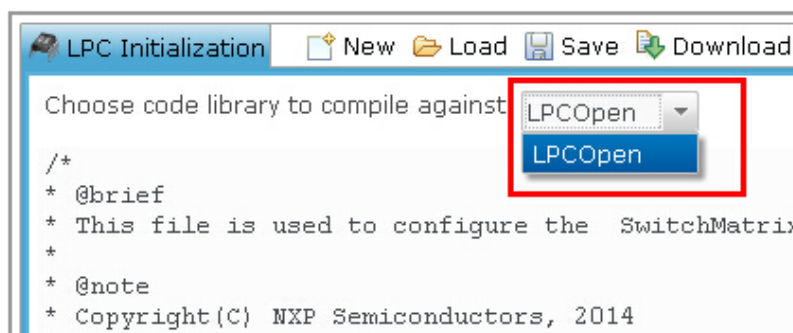 LPC Initialization New Load Save Download
Choose code library to compile against LPCOpen
LPCOpen
/*
* @brief
* This file is used to configure the SwitchMatrix
*
* @note
* Copyright(C) NXP Semiconductors, 2014